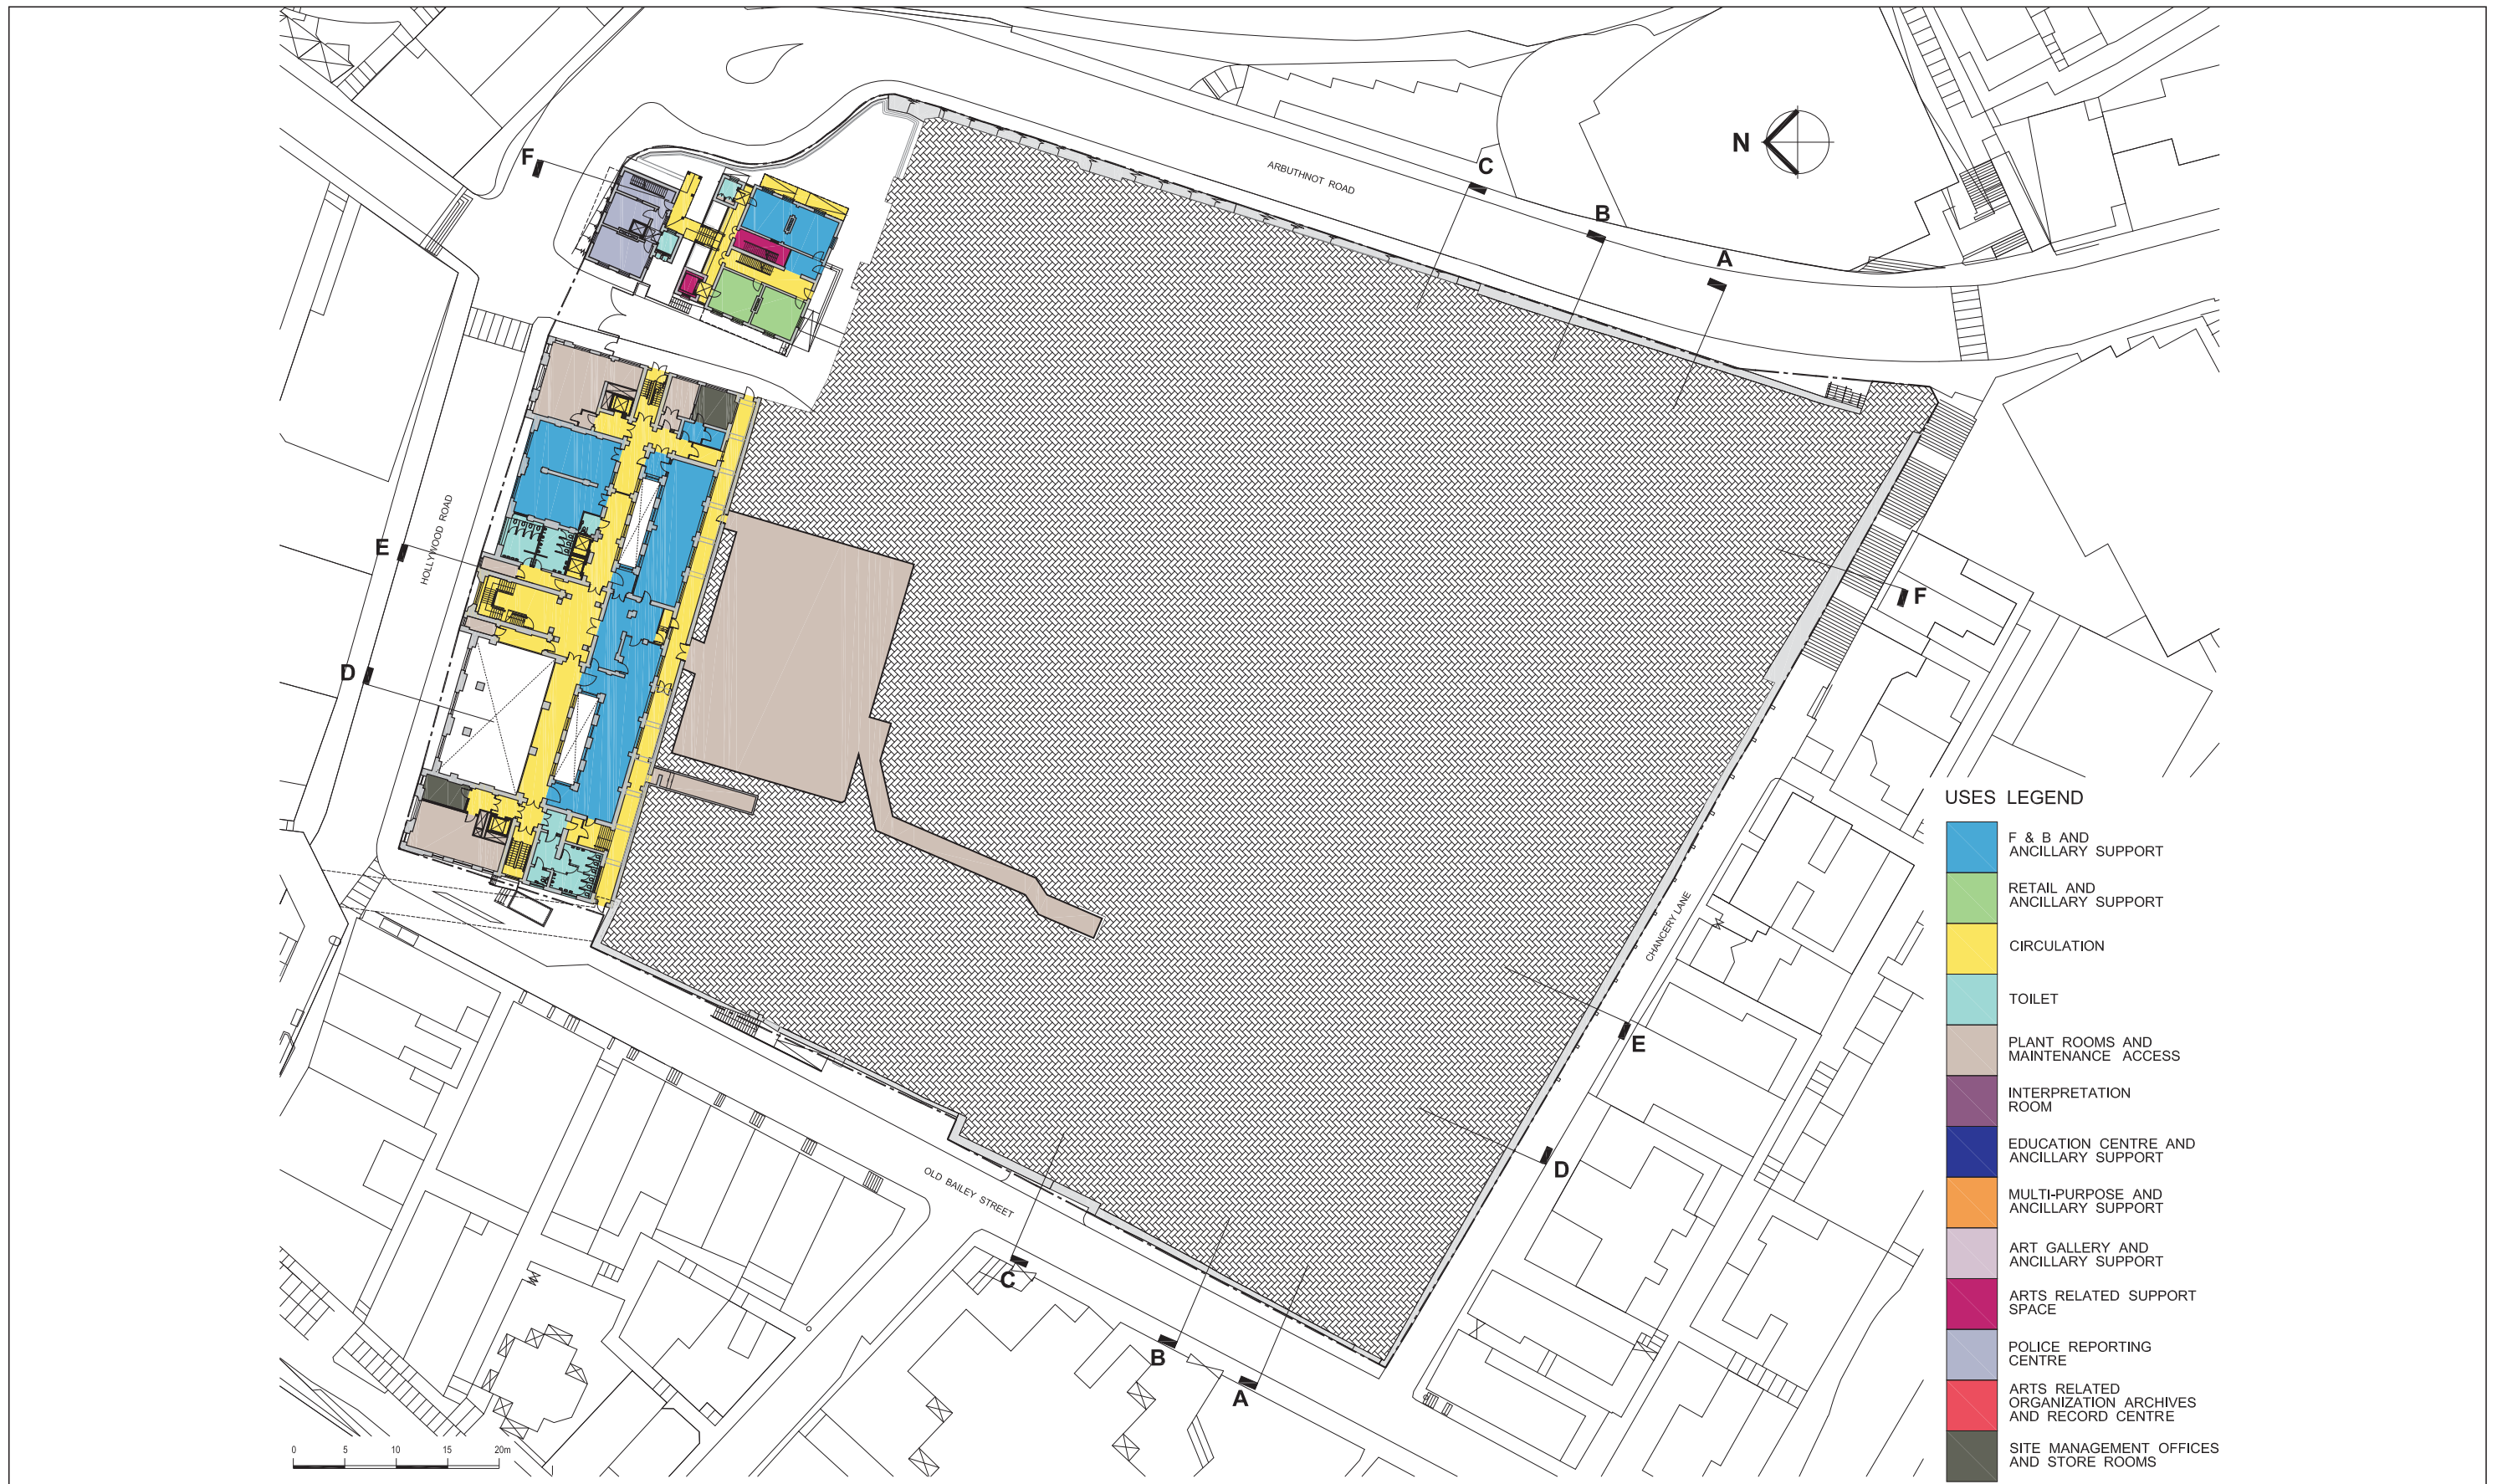 N
F
C
ARBUTHNOT ROAD
B
A
E
HOLLYWOOD ROAD
F
D
USES LEGEND
F & B AND
ANCILLARY SUPPORT
RETAIL AND
ANCILLARY SUPPORT
CIRCULATION
TOILET
PLANT ROOMS AND
MAINTENANCE ACCESS
INTERPRETATION
ROOM
EDUCATION CENTRE AND
ANCILLARY SUPPORT
MULTI-PURPOSE AND
ANCILLARY SUPPORT
ART GALLERY AND
ANCILLARY SUPPORT
ARTS RELATED SUPPORT
SPACE
POLICE REPORTING
CENTRE
ARTS RELATED
ORGANIZATION ARCHIVES
AND RECORD CENTRE
SITE MANAGEMENT OFFICES
AND STORE ROOMS
CHANCERY LANE
E
D
OLD BAILEY STREET
C
B
A
0 5 10 15 20m